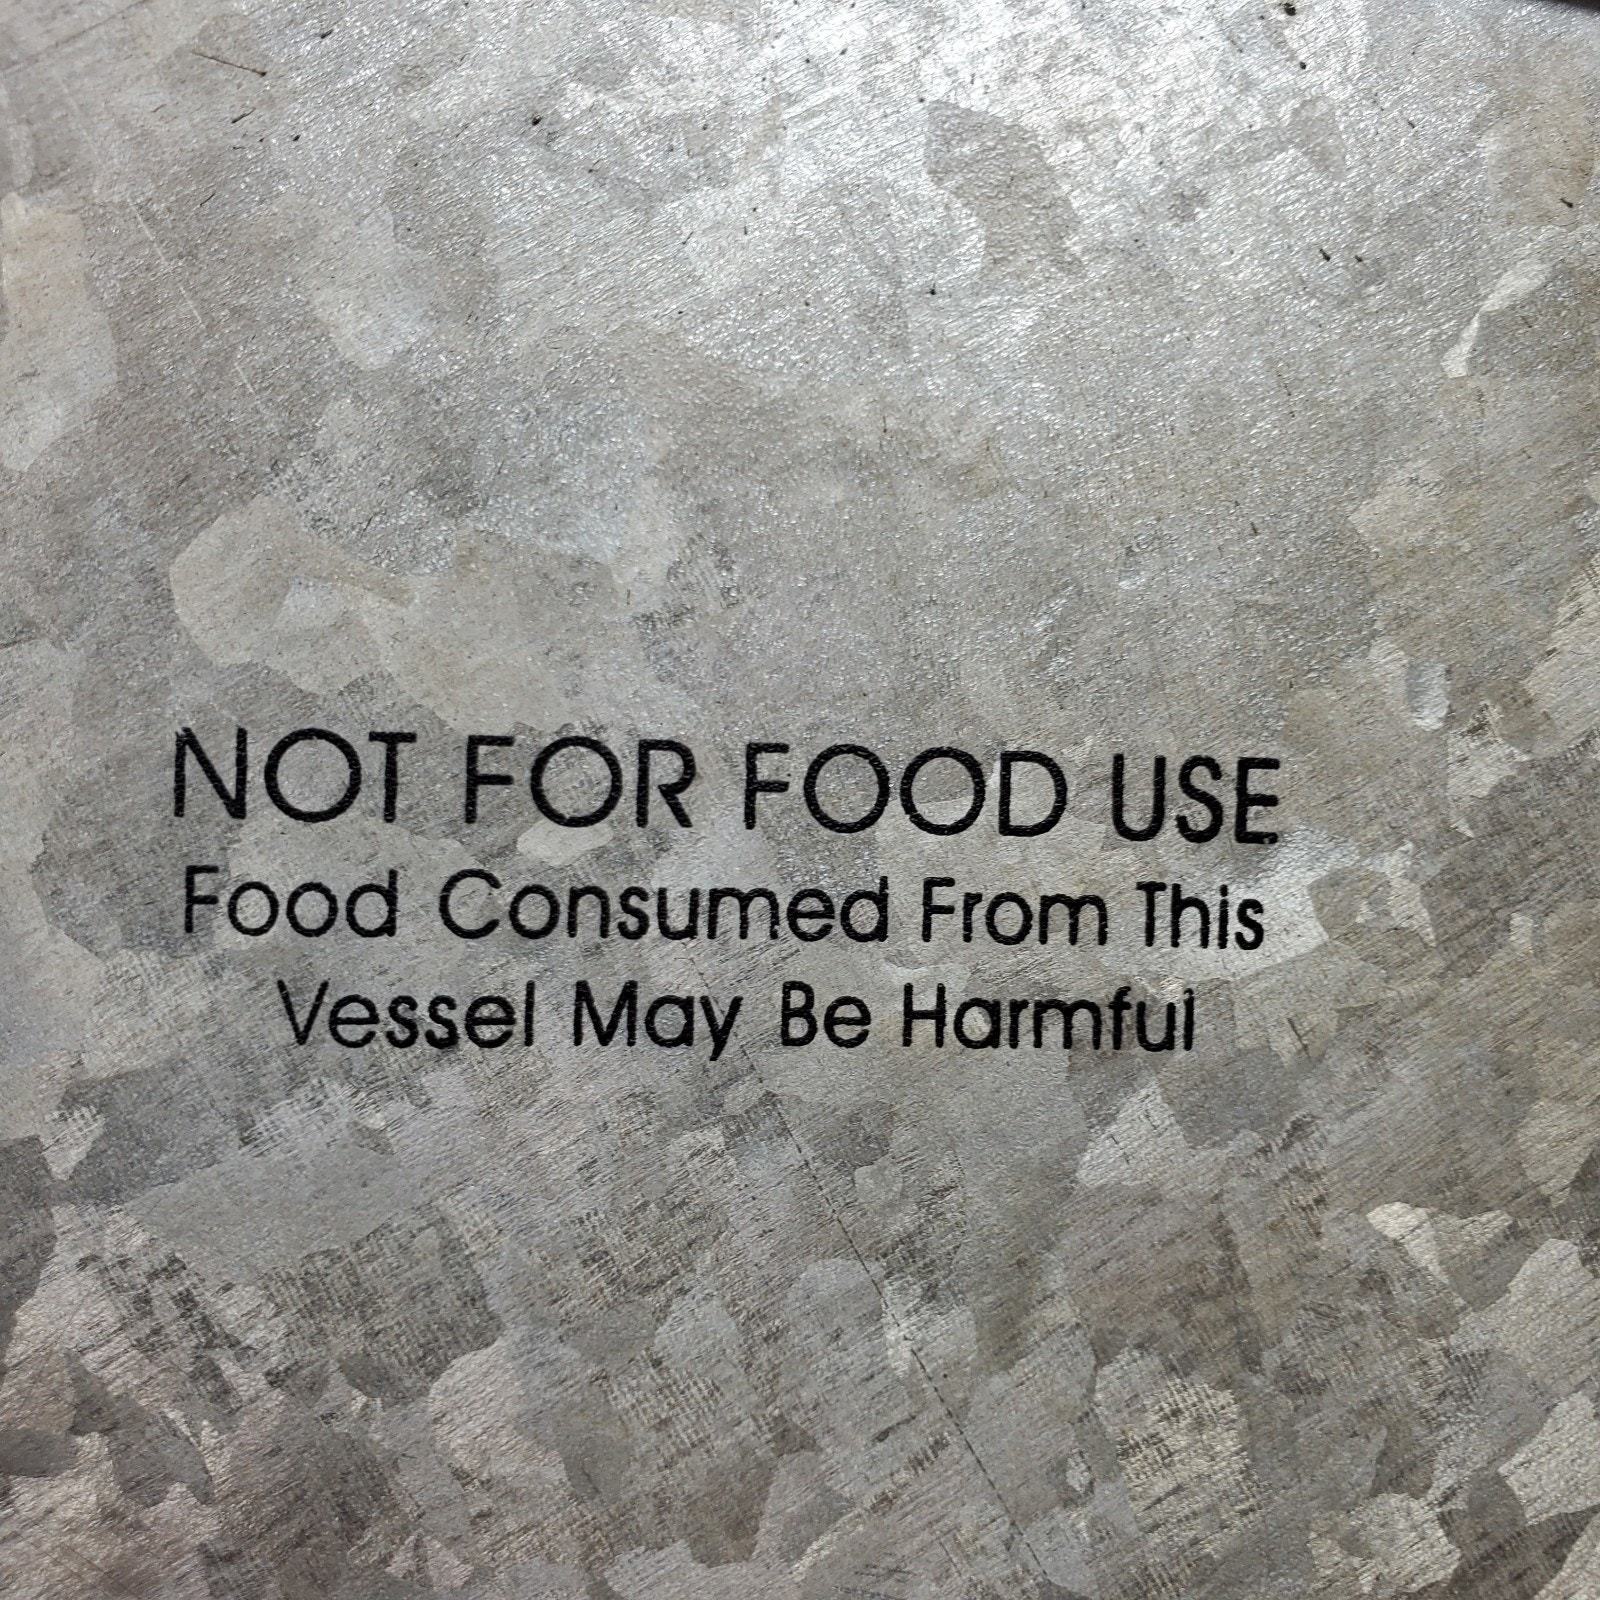 NOT FOR FOOD USE
Food Consumed From This
Vessel May Be Harmful